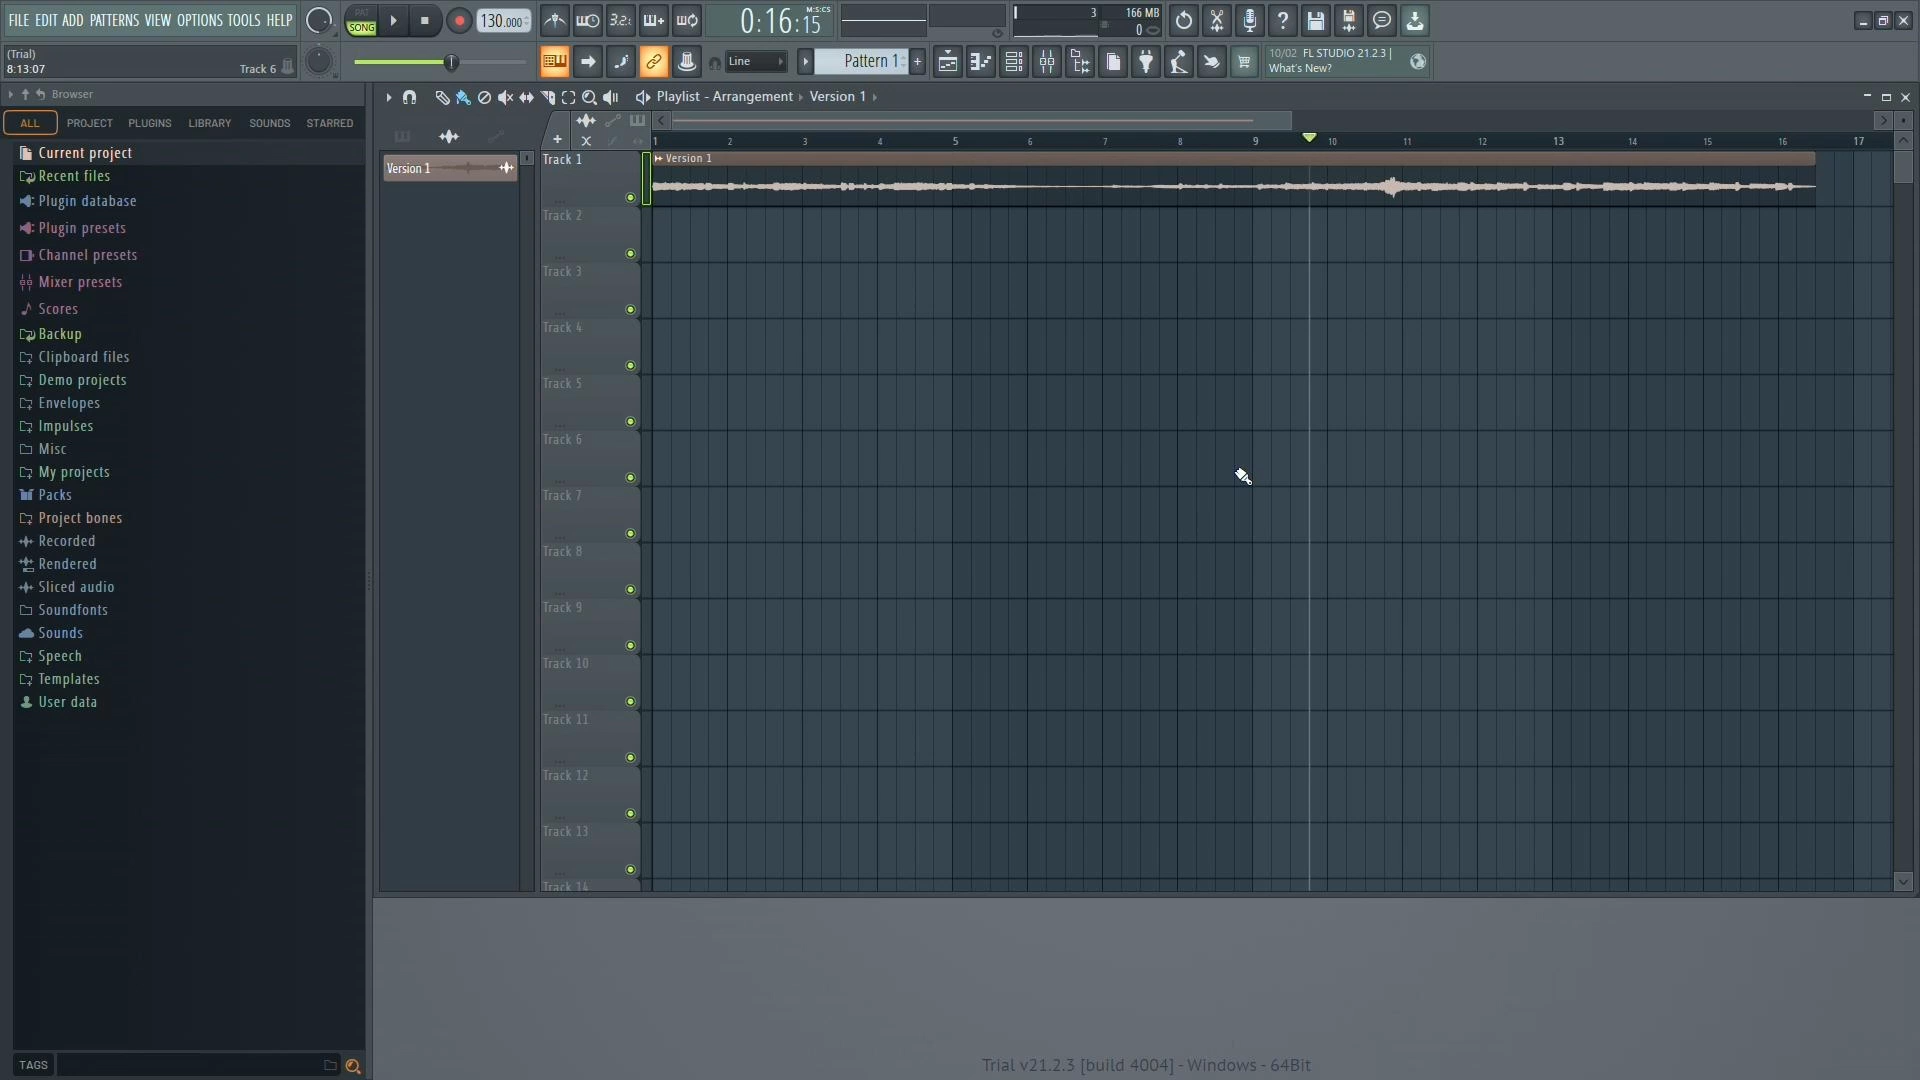 FILE EDIT ADD PATTERNS VIEW OPTIONS TOOLS HELP
PAT
SONG
130.000
3.2.
0:16:15
M:S:CS
3
166 MB
0
(Trial)
8:13:07
Track 6
Line
Pattern 1
+
10/02 FL STUDIO 21.2.3 |
What's New?
Browser
ALL
PROJECT
PLUGINS
LIBRARY
SOUNDS
STARRED
Current project
Recent files
Plugin database
Plugin presets
Channel presets
Mixer presets
Scores
Backup
Clipboard files
Demo projects
Envelopes
Impulses
Misc
My projects
Packs
Project bones
Recorded
Rendered
Sliced audio
Soundfonts
Sounds
Speech
Templates
User data
TAGS
Playlist - Arrangement › Version 1 ›
Version 1
1 2 3 4 5 6 7 8 9 10 11 12 13 14 15 16 17
Track 1
Version 1
Track 2
Track 3
Track 4
Track 5
Track 6
Track 7
Track 8
Track 9
Track 10
Track 11
Track 12
Track 13
Track 14
Trial v21.2.3 [build 4004] - Windows - 64Bit